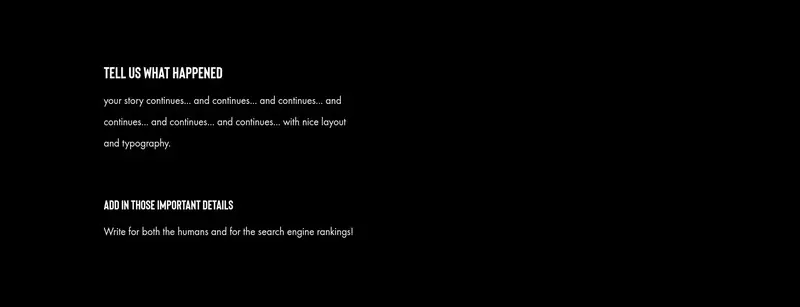 TELL US WHAT HAPPENED
your story continues... and continues... and continues... and
continues... and continues... and continues... with nice layout
and typography.
ADD IN THOSE IMPORTANT DETAILS
Write for both the humans and for the search engine rankings!